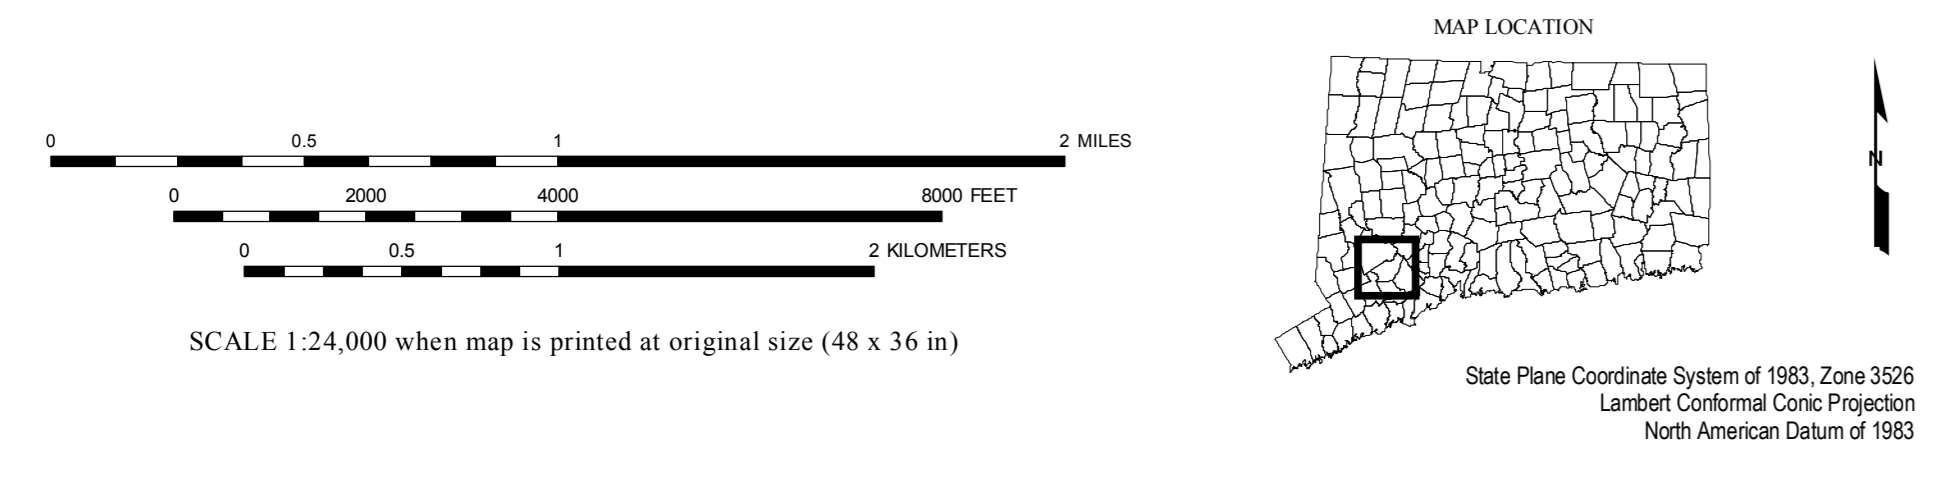 MAP LOCATION
0 0.5 1 2 MILES
0 2000 4000 8000 FEET
0 0.5 1 2 KILOMETERS
SCALE 1:24,000 when map is printed at original size (48 x 36 in)
N
State Plane Coordinate System of 1983, Zone 3526
Lambert Conformal Conic Projection
North American Datum of 1983